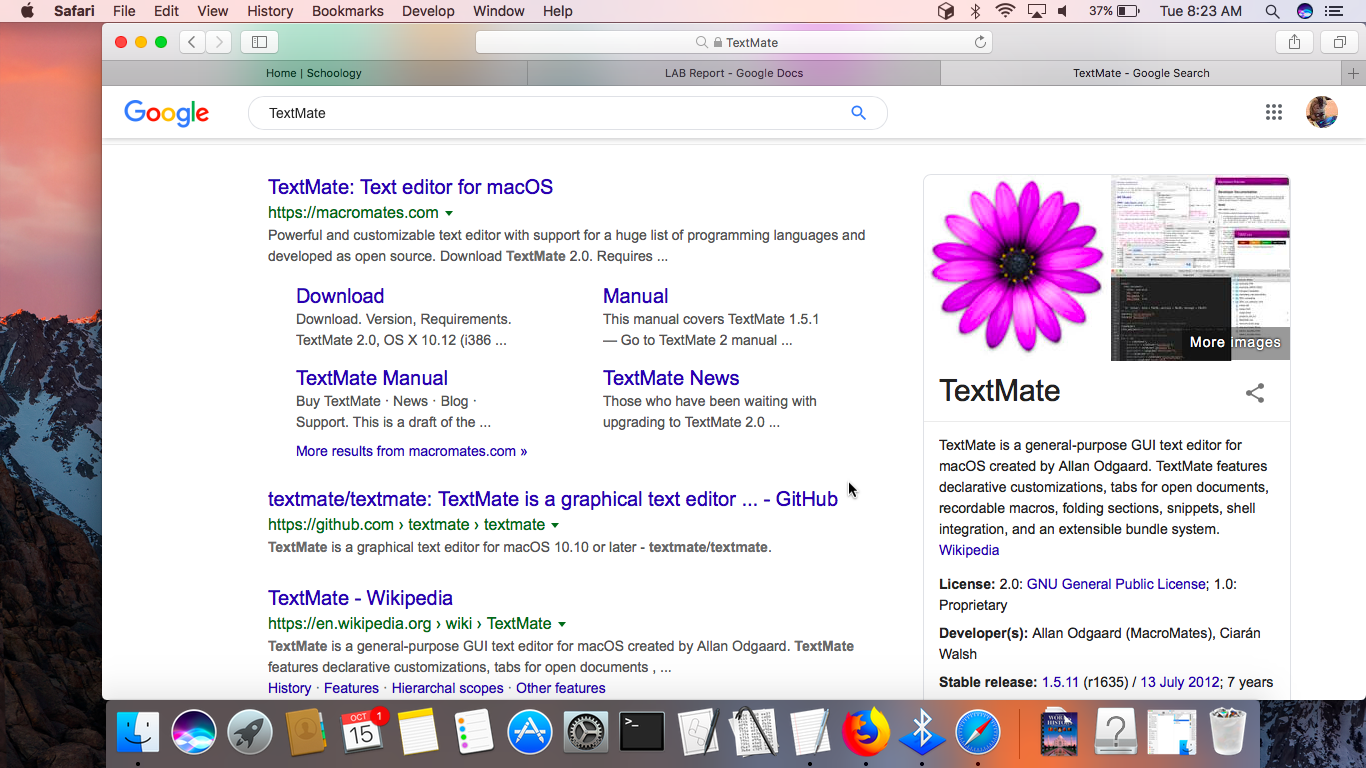 Safari File Edit View History Bookmarks Develop Window Help 37% Tue 8:23 AM
TextMate
Home | Schoology LAB Report - Google Docs TextMate - Google Search
Google TextMate
TextMate: Text editor for macOS
https://macromates.com
Powerful and customizable text editor with support for a huge list of programming languages and
developed as open source. Download TextMate 2.0. Requires ...
Download
Download. Version, Requirements.
TextMate 2.0, OS X 10.12 (i386 ...
Manual
This manual covers TextMate 1.5.1
— Go to TextMate 2 manual ...
TextMate Manual
Buy TextMate · News · Blog ·
Support. This is a draft of the ...
TextMate News
Those who have been waiting with
upgrading to TextMate 2.0 ...
More results from macromates.com »
textmate/textmate: TextMate is a graphical text editor ... - GitHub
https://github.com › textmate › textmate
TextMate is a graphical text editor for macOS 10.10 or later - textmate/textmate.
TextMate - Wikipedia
https://en.wikipedia.org › wiki › TextMate
TextMate is a general-purpose GUI text editor for macOS created by Allan Odgaard. TextMate
features declarative customizations, tabs for open documents , ...
History · Features · Hierarchal scopes · Other features
More images
TextMate
TextMate is a general-purpose GUI text editor for
macOS created by Allan Odgaard. TextMate features
declarative customizations, tabs for open documents,
recordable macros, folding sections, snippets, shell
integration, and an extensible bundle system.
Wikipedia
License: 2.0: GNU General Public License; 1.0:
Proprietary
Developer(s): Allan Odgaard (MacroMates), Ciarán
Walsh
Stable release: 1.5.11 (r1635) / 13 July 2012; 7 years
OCT 1
15
WORLD
HISTORY